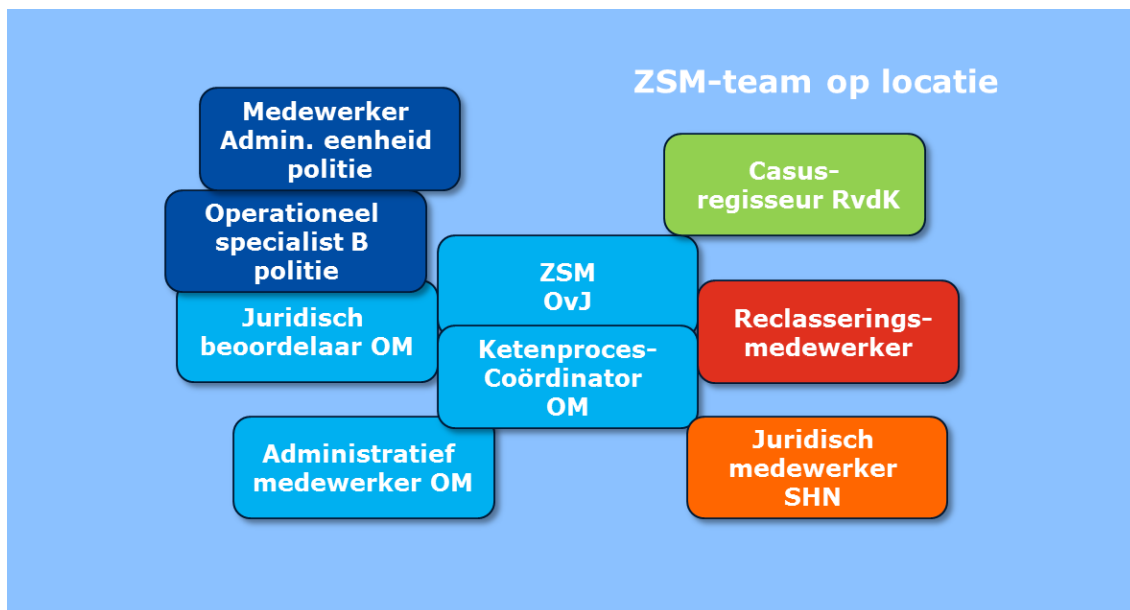 ZSM-team op locatie
Medewerker
Admin. eenheid
politie
Operationeel
specialist B
politie
Juridisch
beoordelaar OM
Administratief
medewerker OM
ZSM
OvJ
Ketenproces-
Coördinator
OM
Casus-
regisseur RvdK
Reclasserings-
medewerker
Juridisch
medewerker
SHN